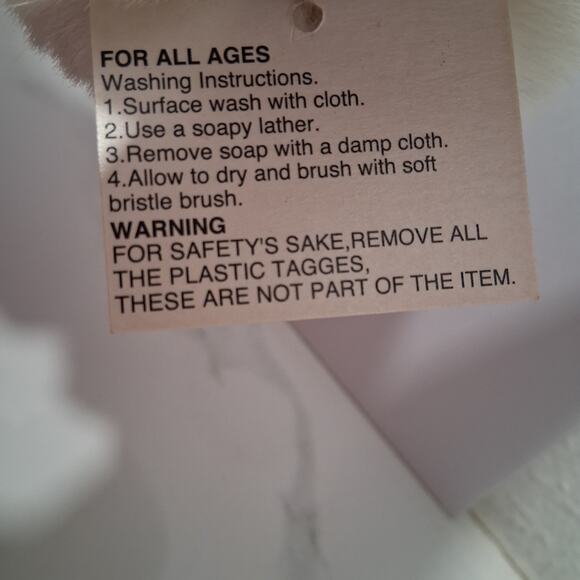 FOR ALL AGES
Washing Instructions.
1.Surface wash with cloth.
2.Use a soapy lather.
3.Remove soap with a damp cloth.
4.Allow to dry and brush with soft
bristle brush.
WARNING
FOR SAFETY'S SAKE,REMOVE ALL
THE PLASTIC TAGGES,
THESE ARE NOT PART OF THE ITEM.